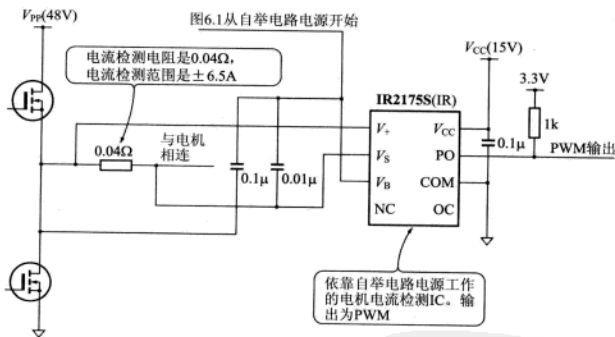 图6.1从自举电路电源开始
V_PP(48V)
电流检测电阻是0.04Ω,
电流检测范围是±6.5A
V_CC(15V)
3.3V
IR2175S(IR)
1k
V_+
V_CC
0.1μ
与电机
相连
0.04Ω
V_S
PO
PWM输出
0.1μ
0.01μ
V_B
COM
NC
OC
依靠自举电路电源工作
的电机电流检测IC。输
出为PWM